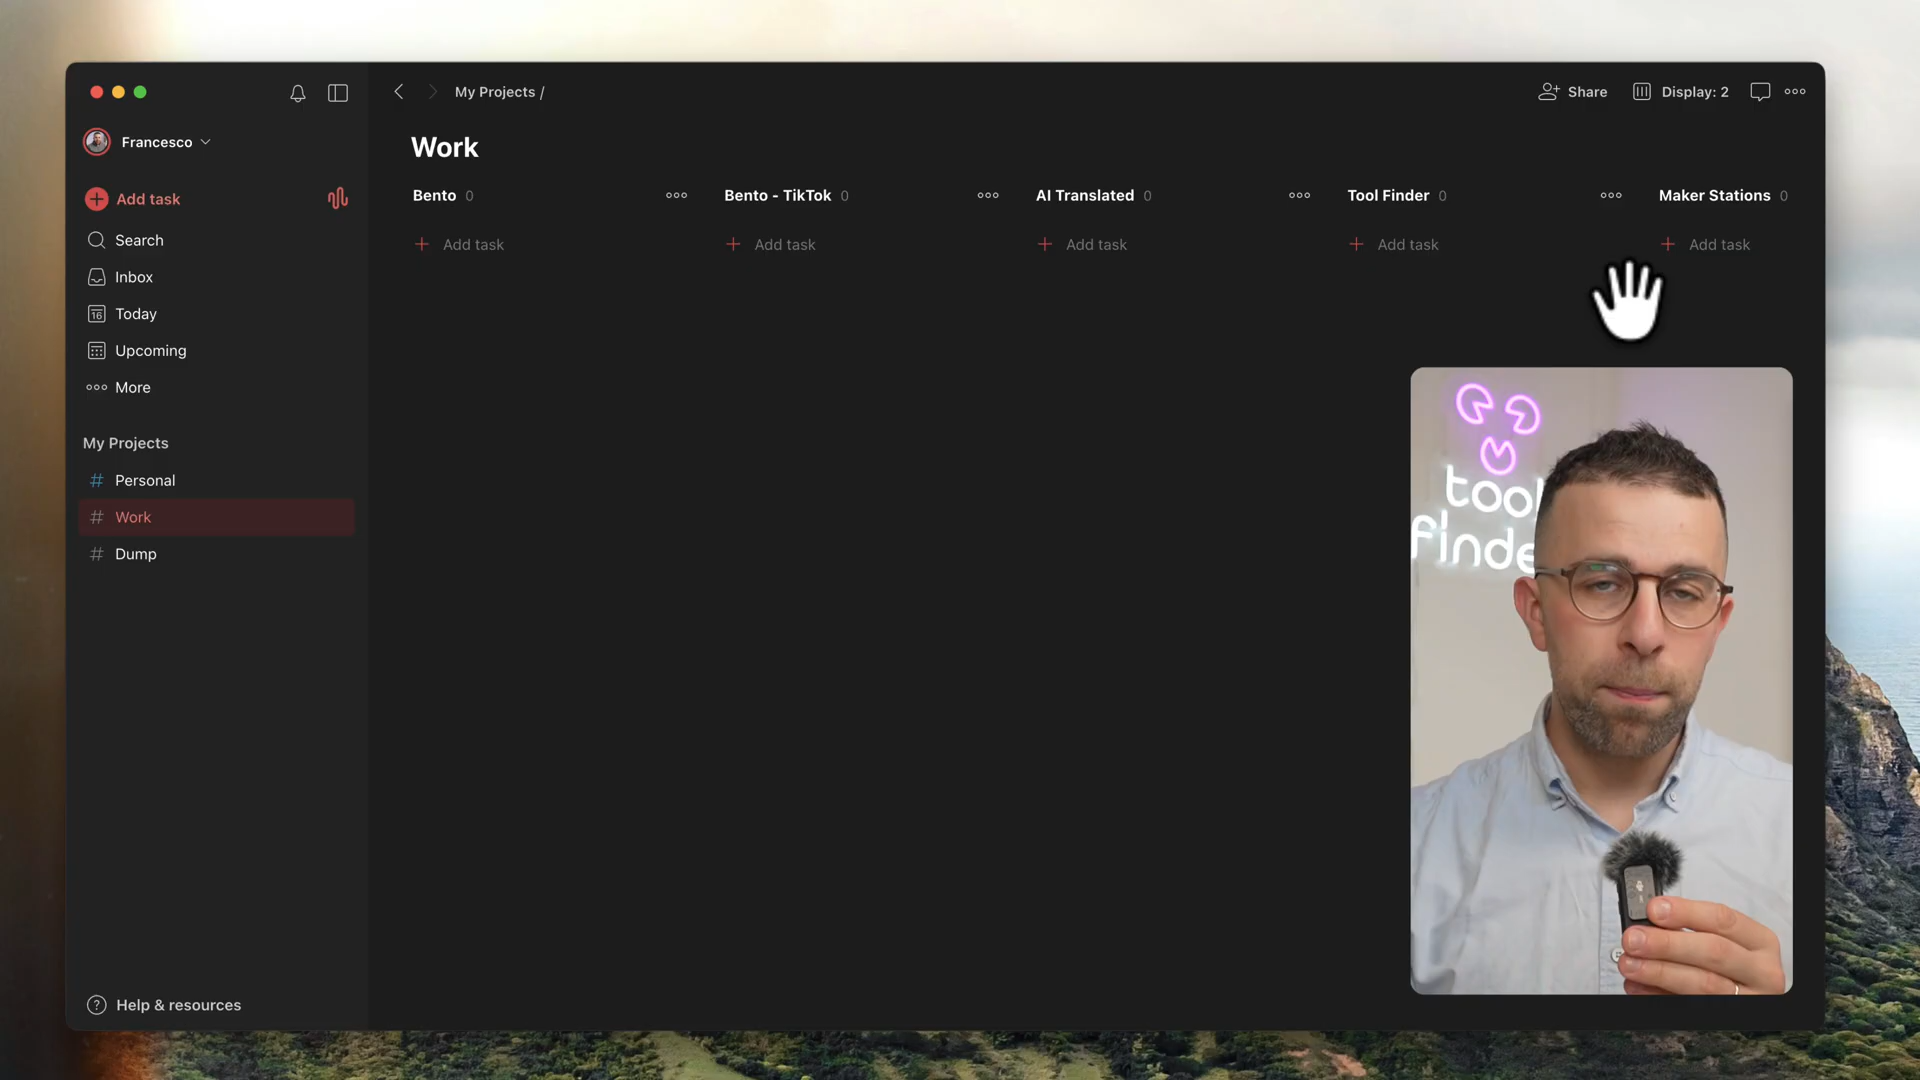 My Projects /
Share
Display: 2
Francesco
Work
Add task
Bento 0
Bento - TikTok 0
AI Translated 0
Tool Finder 0
Maker Stations 0
Add task
Add task
Add task
Add task
Add task
Search
Inbox
16 Today
Upcoming
More
My Projects
# Personal
# Work
# Dump
tool
finde
? Help & resources